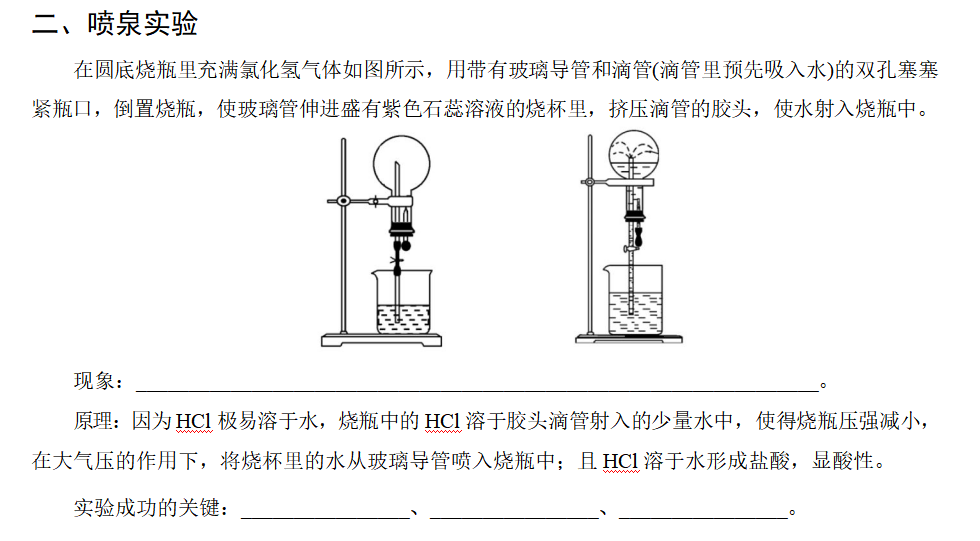 二、喷泉实验
在圆底烧瓶里充满氯化氢气体如图所示，用带有玻璃导管和滴管(滴管里预先吸入水)的双孔塞塞
紧瓶口，倒置烧瓶，使玻璃管伸进盛有紫色石蕊溶液的烧杯里，挤压滴管的胶头，使水射入烧瓶中。
现象：____________________________________________________________________。
原理：因为HCl极易溶于水，烧瓶中的HCl溶于胶头滴管射入的少量水中，使得烧瓶压强减小，
在大气压的作用下，将烧杯里的水从玻璃导管喷入烧瓶中；且HCl溶于水形成盐酸，显酸性。
实验成功的关键：_________________、_________________、_________________。